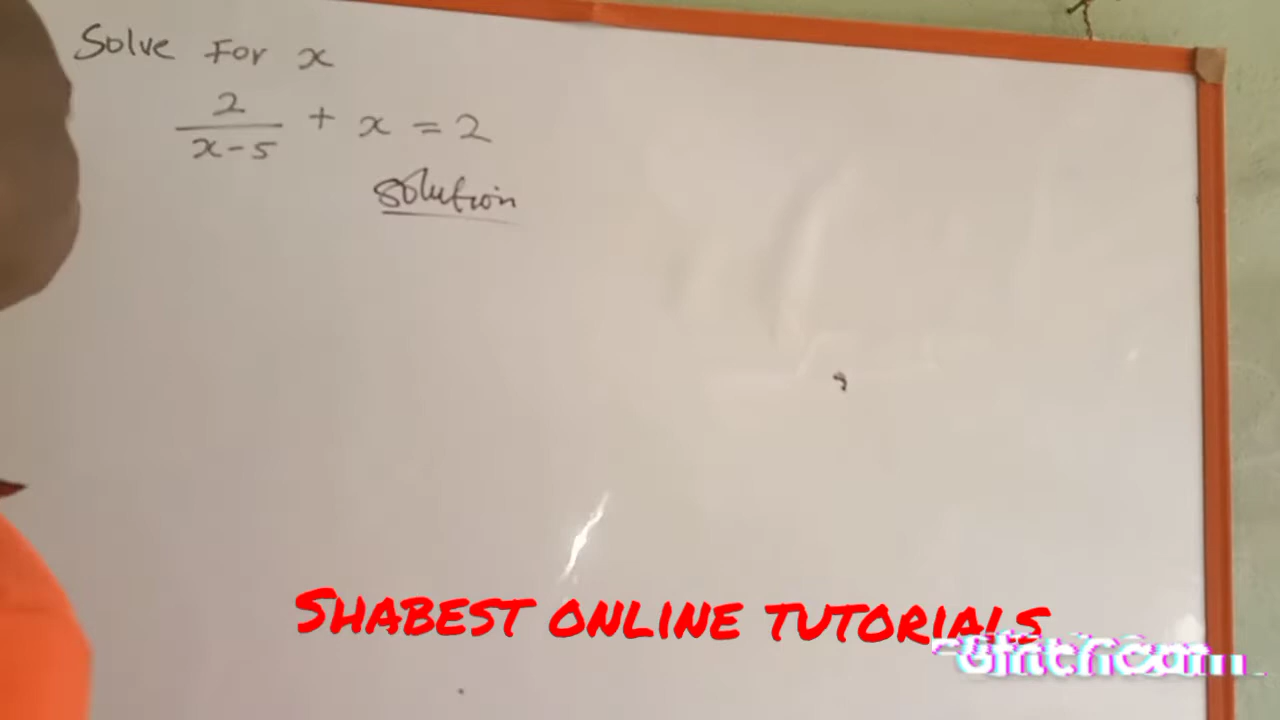 Solve For x
2/(x-5) + x = 2
Solution
SHABEST ONLINE TUTORIALS